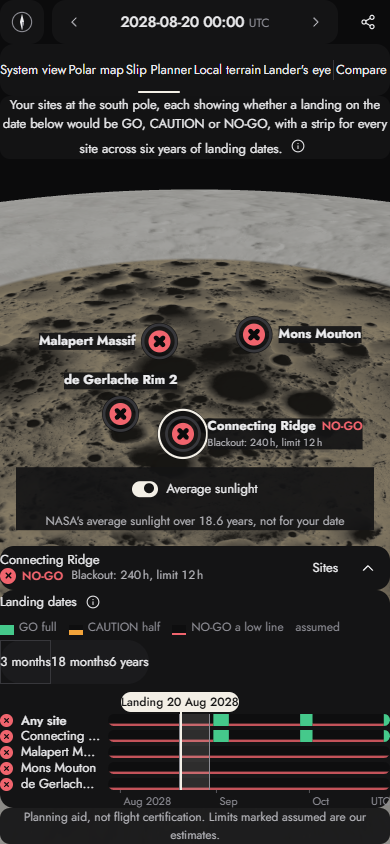 2028-08-20 00:00 UTC
System view Polar map Slip Planner Local terrain Lander's eye Compare
Your sites at the south pole, each showing whether a landing on the
date below would be GO, CAUTION or NO-GO, with a strip for every
site across six years of landing dates.
Malapert Massif
Mons Mouton
de Gerlache Rim 2
Connecting Ridge NO-GO
Blackout: 240 h, limit 12 h
Average sunlight
NASA's average sunlight over 18.6 years, not for your date
Connecting Ridge
NO-GO Blackout: 240 h, limit 12 h
Sites
Landing dates
GO full CAUTION half NO-GO a low line assumed
3 months 18 months 6 years
Landing 20 Aug 2028
Any site
Connecting ...
Malapert M...
Mons Mouton
de Gerlach...
Aug 2028 Sep Oct UTC
Planning aid, not flight certification. Limits marked assumed are our
estimates.